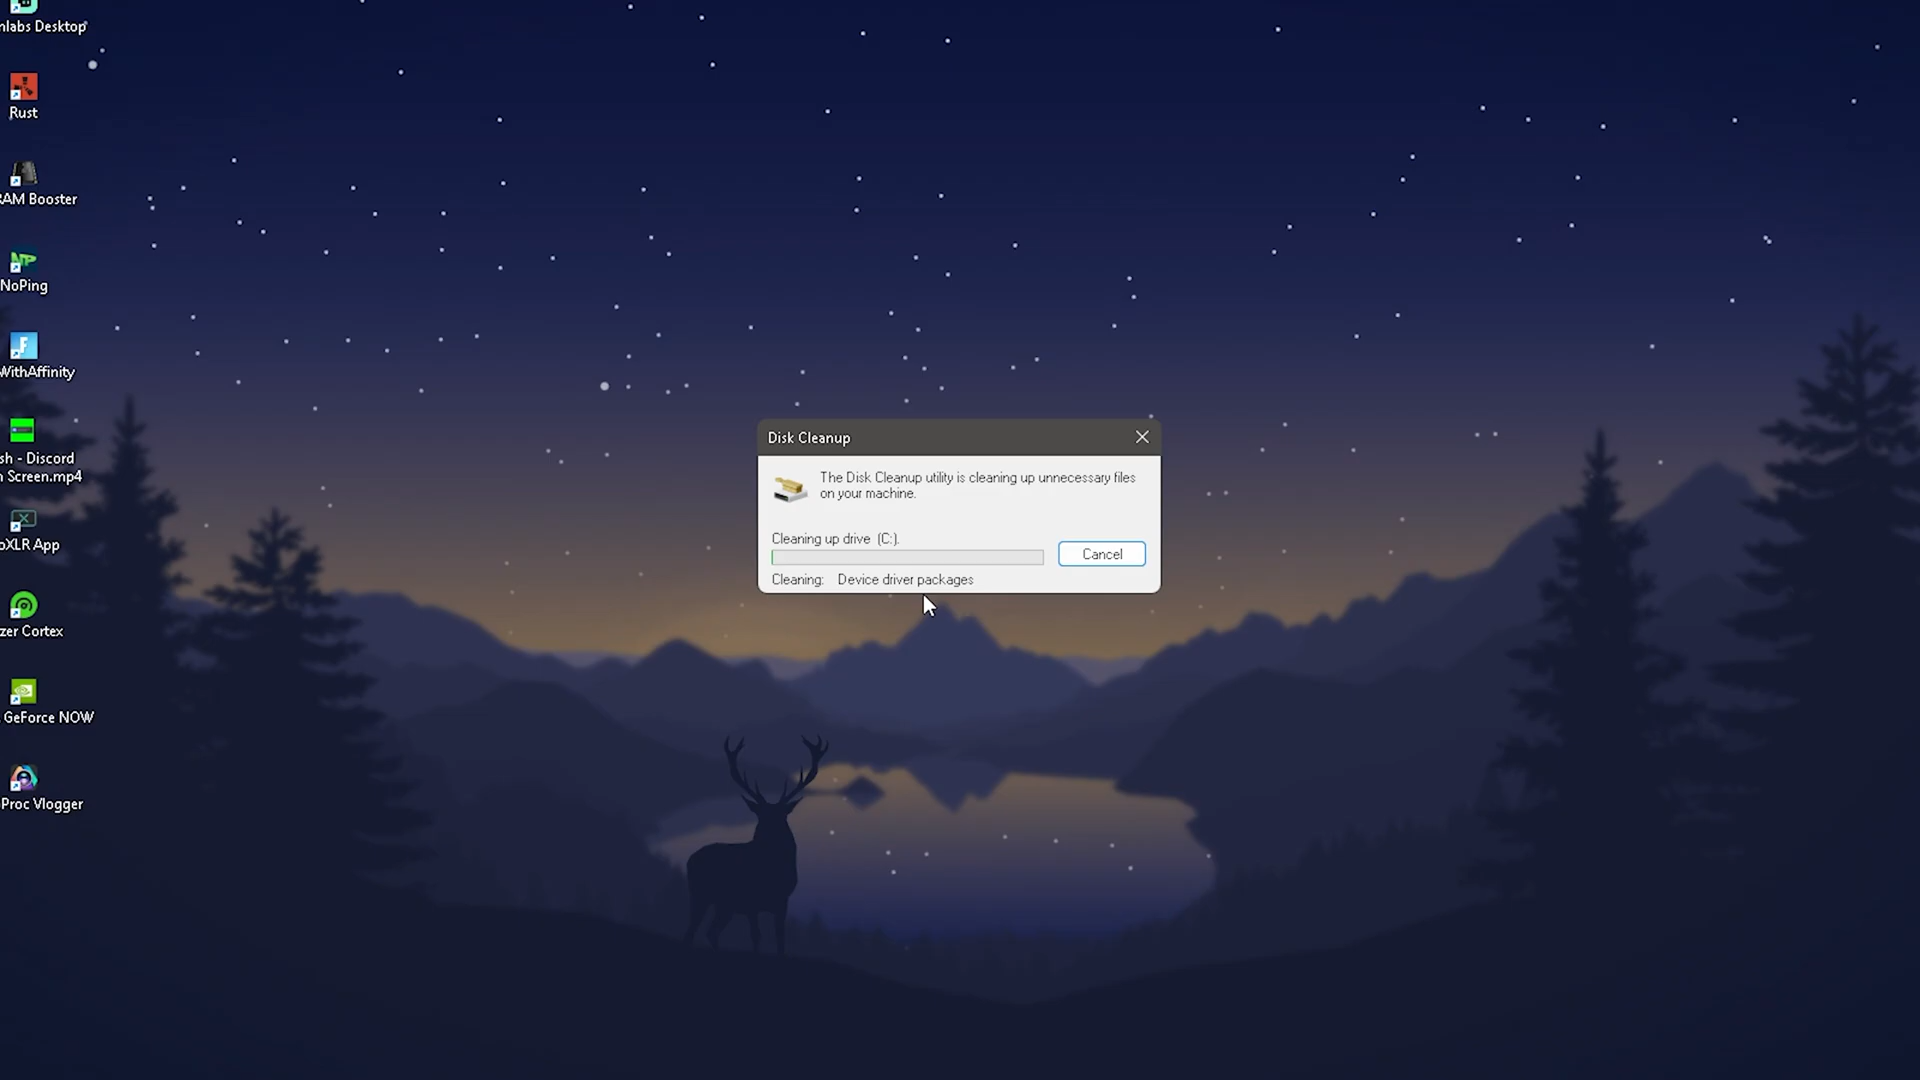 nlabs Desktop
Rust
RAM Booster
NoPing
WithAffinity
sh - Discord
n Screen.mp4
oXLR App
zer Cortex
GeForce NOW
Proc Vlogger
Disk Cleanup
The Disk Cleanup utility is cleaning up unnecessary files
on your machine.
Cleaning up drive (C:).
Cancel
Cleaning: Device driver packages